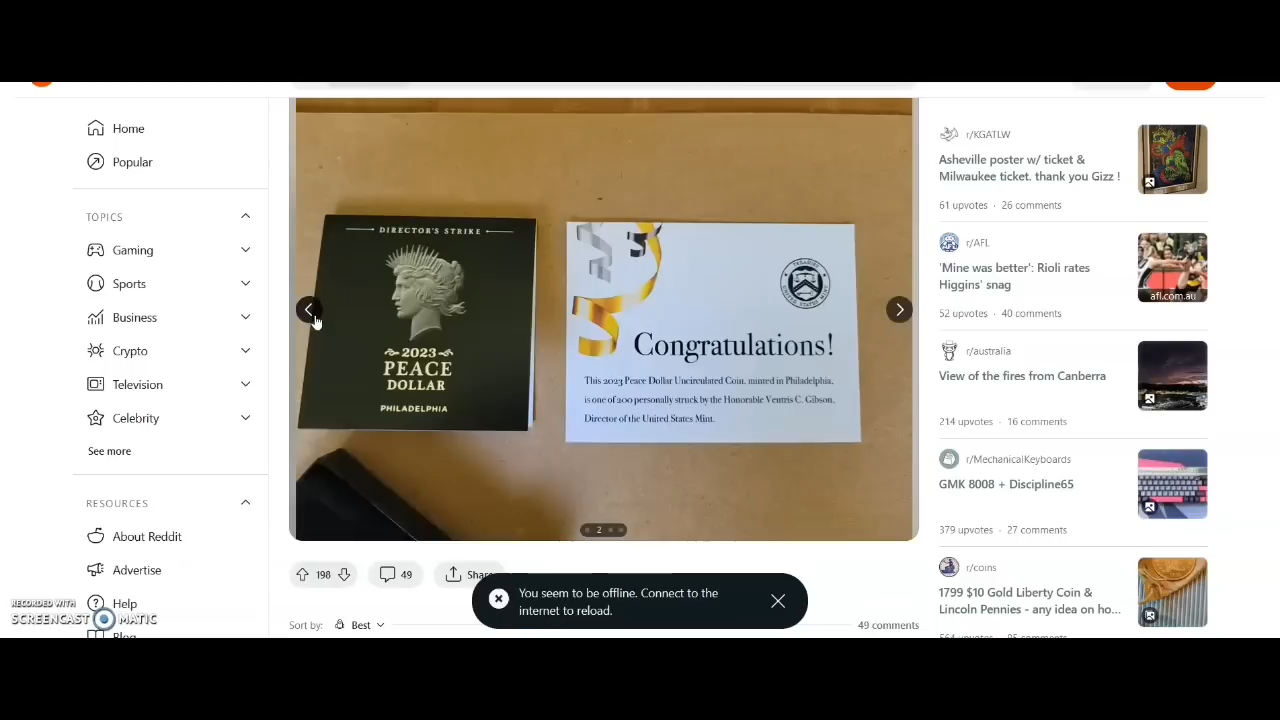 Home
Popular
TOPICS
Gaming
Sports
Business
Crypto
Television
Celebrity
See more
RESOURCES
About Reddit
Advertise
Help
RECORDED WITH
SCREENCAST MATIC
DIRECTOR'S STRIKE
2023
PEACE
DOLLAR
PHILADELPHIA
TREASURY
UNITED STATES MINT
Congratulations!
This 2023 Peace Dollar Uncirculated Coin, minted in Philadelphia,
is one of 200 personally struck by the Honorable Ventris C. Gibson,
Director of the United States Mint.
2
198
49
Share
You seem to be offline. Connect to the
internet to reload.
Sort by: Best
49 comments
r/KGATLW
Asheville poster w/ ticket &
Milwaukee ticket. thank you Gizz !
61 upvotes · 26 comments
r/AFL
'Mine was better': Rioli rates
Higgins' snag
afl.com.au
52 upvotes · 40 comments
r/australia
View of the fires from Canberra
214 upvotes · 16 comments
r/MechanicalKeyboards
GMK 8008 + Discipline65
379 upvotes · 27 comments
r/coins
1799 $10 Gold Liberty Coin &
Lincoln Pennies - any idea on ho...